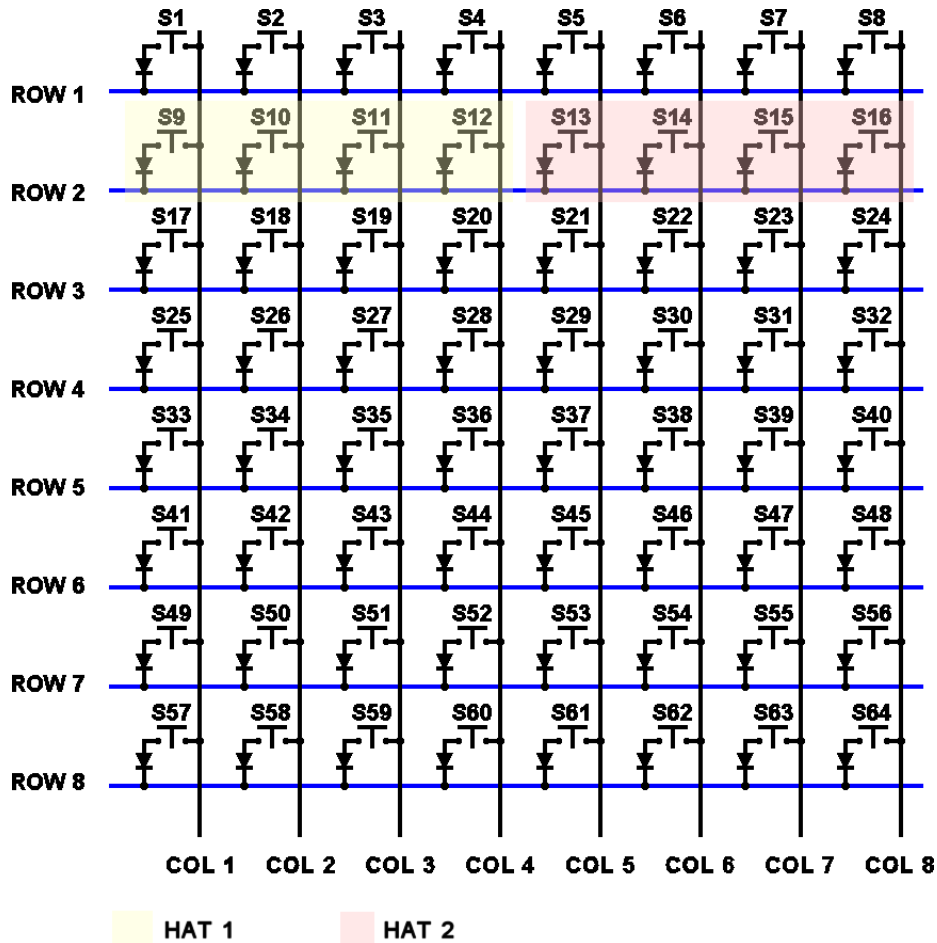 S1 S2 S3 S4 S5 S6 S7 S8
ROW 1
S9 S10 S11 S12 S13 S14 S15 S16
ROW 2
S17 S18 S19 S20 S21 S22 S23 S24
ROW 3
S25 S26 S27 S28 S29 S30 S31 S32
ROW 4
S33 S34 S35 S36 S37 S38 S39 S40
ROW 5
S41 S42 S43 S44 S45 S46 S47 S48
ROW 6
S49 S50 S51 S52 S53 S54 S55 S56
ROW 7
S57 S58 S59 S60 S61 S62 S63 S64
ROW 8
COL 1 COL 2 COL 3 COL 4 COL 5 COL 6 COL 7 COL 8
HAT 1 HAT 2